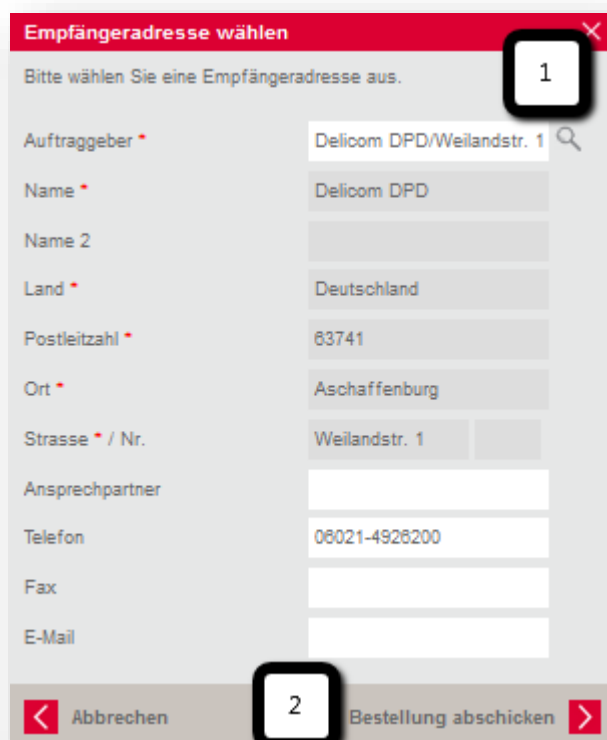 Empfängeradresse wählen
1
Bitte wählen Sie eine Empfängeradresse aus.
Auftraggeber * Delicom DPD/Weilandstr. 1
Name * Delicom DPD
Name 2
Land * Deutschland
Postleitzahl * 63741
Ort * Aschaffenburg
Strasse * / Nr. Weilandstr. 1
Ansprechpartner
Telefon 06021-4926200
Fax
E-Mail
2
Abbrechen Bestellung abschicken